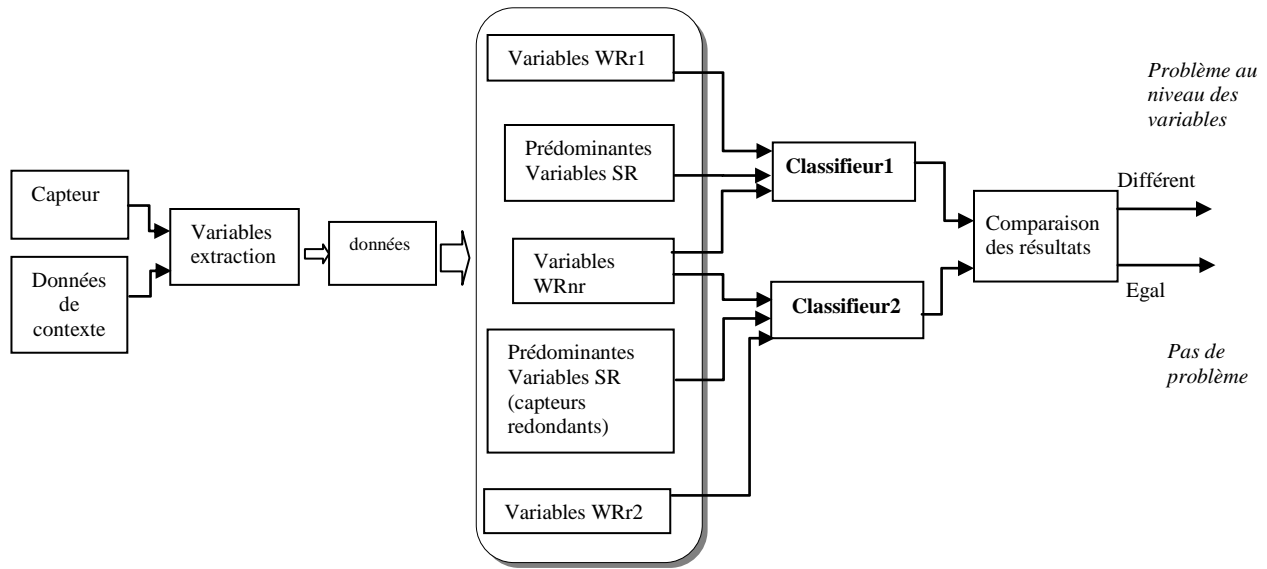 Capteur
Données
de
contexte
Variables
extraction
données
Variables WRr1
Prédominantes
Variables SR
Variables
WRnr
Prédominantes
Variables SR
(capteurs
redondants)
Variables WRr2
Classifieur1
Classifieur2
Comparaison
des résultats
Problème au
niveau des
variables
Différent
Egal
Pas de
problème